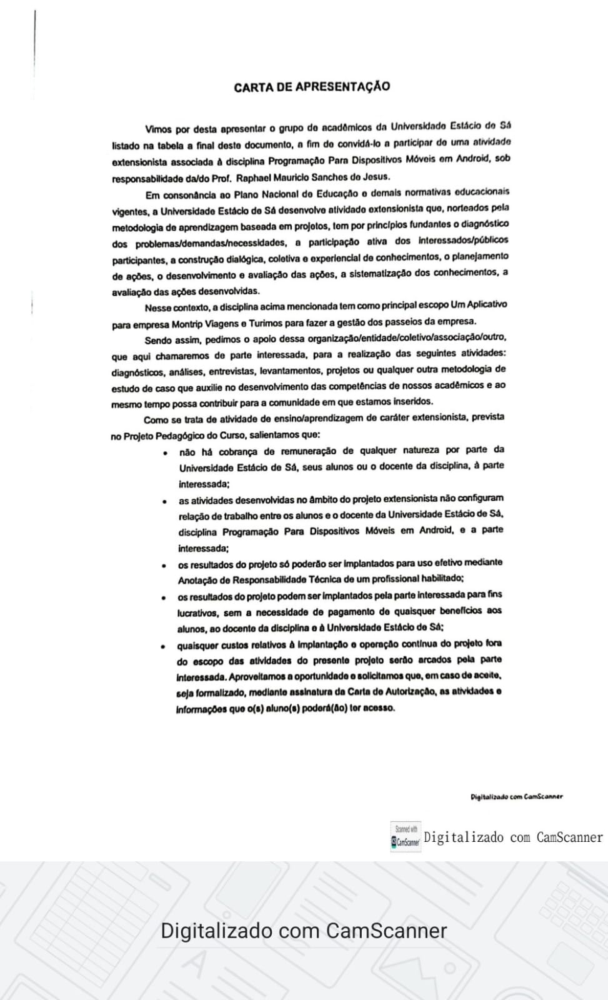 CARTA DE APRESENTAÇÃO
Vimos por desta apresentar o grupo de acadêmicos da Universidade Estácio de Sá
listado na tabela a final deste documento, a fim de convidá-lo a participar de uma atividade
extensionista associada à disciplina Programação Para Dispositivos Móveis em Android, sob
responsabilidade da/do Prof. Raphael Mauricio Sanches de Jesus.
Em consonância ao Plano Nacional de Educação e demais normativas educacionais
vigentes, a Universidade Estácio de Sá desenvolve atividade extensionista que, norteados pela
metodologia de aprendizagem baseada em projetos, tem por princípios fundantes o diagnóstico
dos problemas/demandas/necessidades, a participação ativa dos interessados/públicos
participantes, a construção dialógica, coletiva e experiencial de conhecimentos, o planejamento
de ações, o desenvolvimento e avaliação das ações, a sistematização dos conhecimentos, a
avaliação das ações desenvolvidas.
Nesse contexto, a disciplina acima mencionada tem como principal escopo Um Aplicativo
para empresa Montrip Viagens e Turimos para fazer a gestão dos passeios da empresa.
Sendo assim, pedimos o apoio dessa organização/entidade/coletivo/associação/outro,
que aqui chamaremos de parte interessada, para a realização das seguintes atividades:
diagnósticos, análises, entrevistas, levantamentos, projetos ou qualquer outra metodologia de
estudo de caso que auxilie no desenvolvimento das competências de nossos acadêmicos e ao
mesmo tempo possa contribuir para a comunidade em que estamos inseridos.
Como se trata de atividade de ensino/aprendizagem de caráter extensionista, prevista
no Projeto Pedagógico do Curso, salientamos que:
• não há cobrança de remuneração de qualquer natureza por parte da
Universidade Estácio de Sá, seus alunos ou o docente da disciplina, à parte
interessada;
• as atividades desenvolvidas no âmbito do projeto extensionista não configuram
relação de trabalho entre os alunos e o docente da Universidade Estácio de Sá,
disciplina Programação Para Dispositivos Móveis em Android, e a parte
interessada;
• os resultados do projeto só poderão ser implantados para uso efetivo mediante
Anotação de Responsabilidade Técnica de um profissional habilitado;
• os resultados do projeto podem ser implantados pela parte interessada para fins
lucrativos, sem a necessidade de pagamento de quaisquer benefícios aos
alunos, ao docente da disciplina e à Universidade Estácio de Sá;
• quaisquer custos relativos à implantação e operação contínua do projeto fora
do escopo das atividades do presente projeto serão arcados pela parte
interessada. Aproveitamos a oportunidade e solicitamos que, em caso de aceite,
seja formalizado, mediante assinatura da Carta de Autorização, as atividades e
informações que o(s) aluno(s) poderá(ão) ter acesso.
Digitalizado com CamScanner
Scanned with
CS CamScanner
Digitalizado com CamScanner
Digitalizado com CamScanner